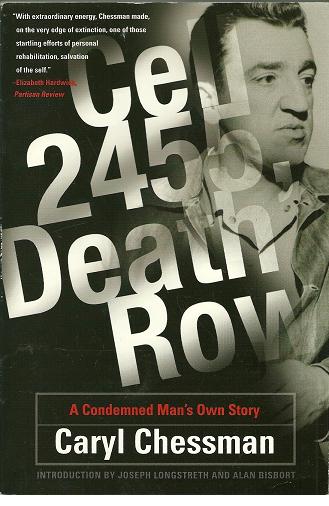 "With extraordinary energy, Chessman made,
on the very edge of extinction, one of those
startling efforts of personal
rehabilitation, salvation
of the self."
-Elizabeth Hardwick,
Partisan Review
Cell
2455,
Death
Row
A Condemned Man's Own Story
Caryl Chessman
INTRODUCTION BY JOSEPH LONGSTRETH AND ALAN BISBORT